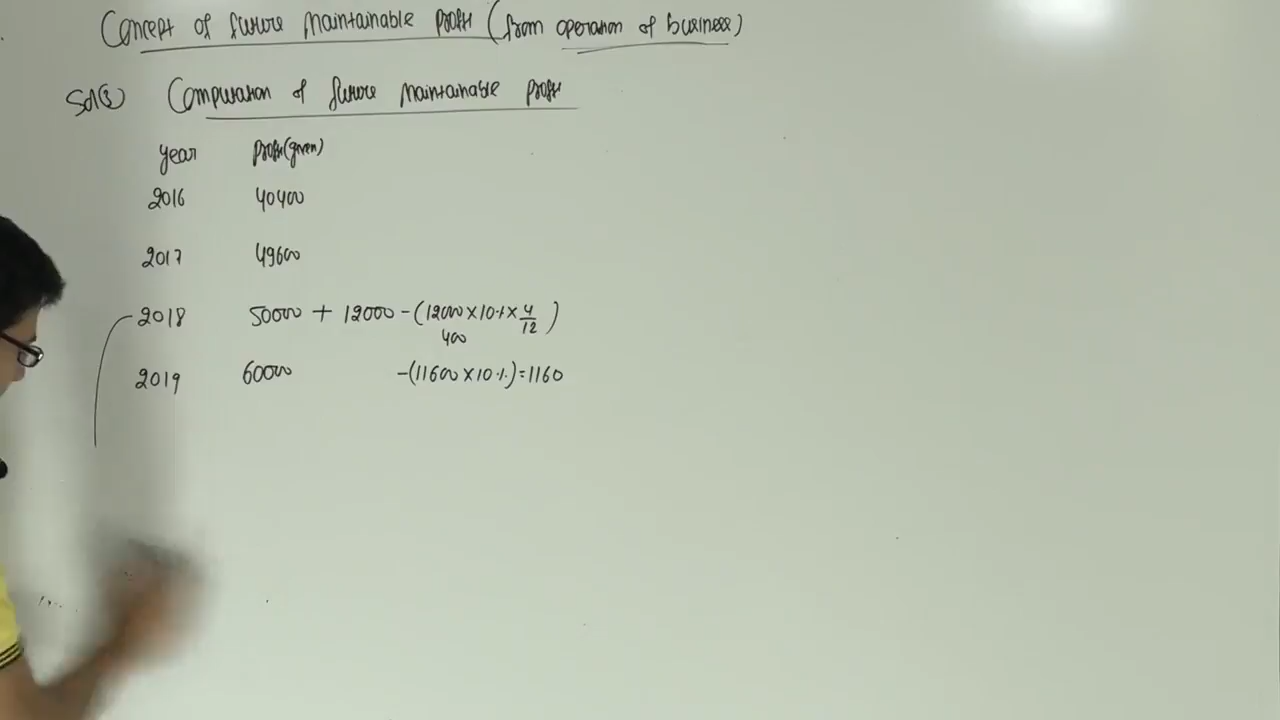 Concept of future maintainable profit (from operation of business)
Sol(3) Computation of future maintainable profit
year profit(given)
2016 40400
2017 49600
2018 50000 + 12000 - (12000 × 10% × 4/12)
400
2019 60000 -(11600 × 10%) = 1160